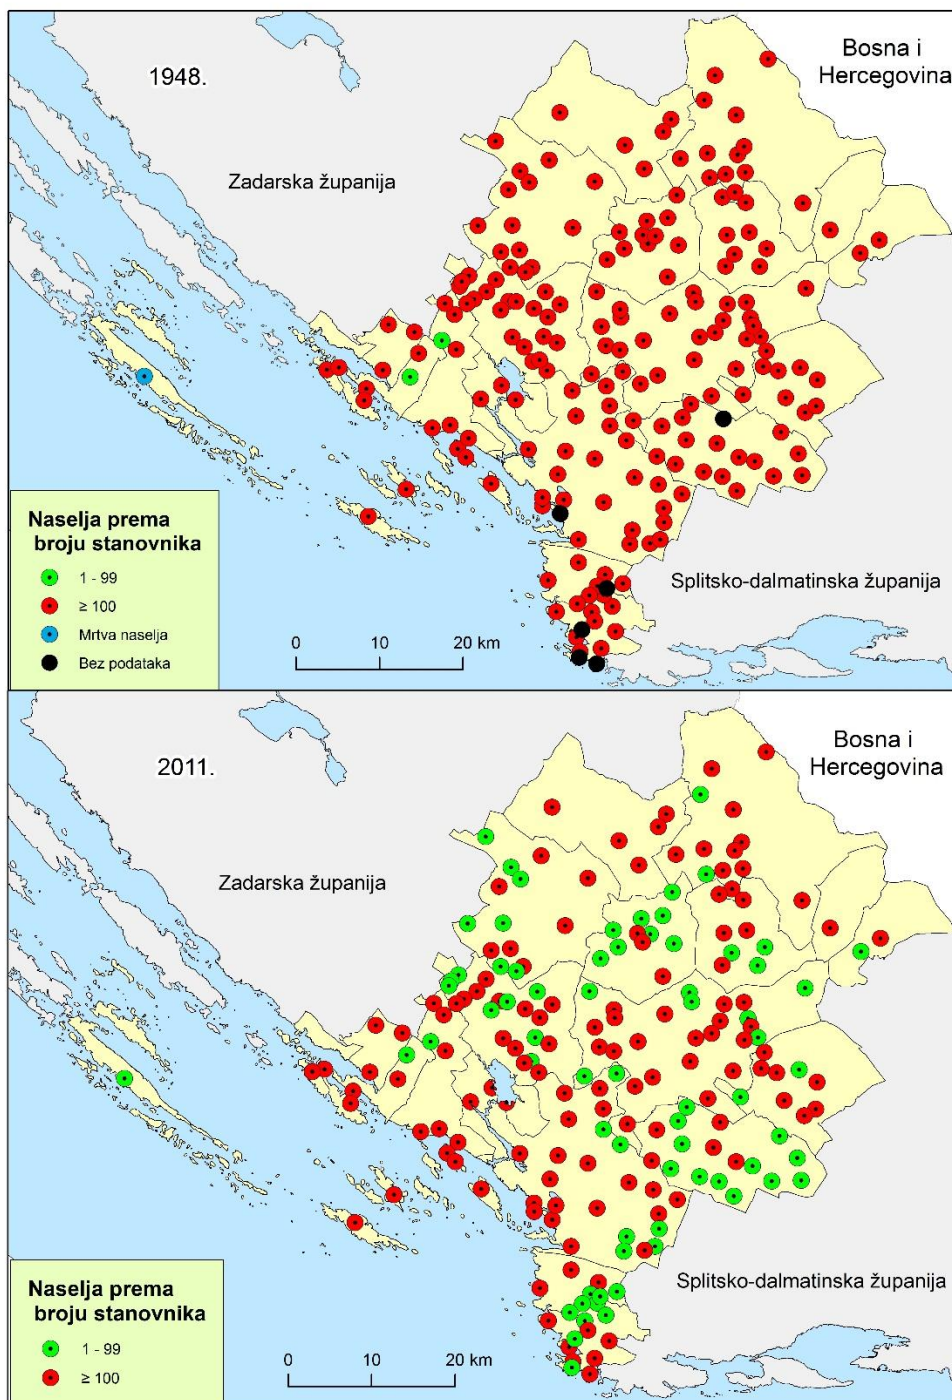 1948.
Bosna i
Hercegovina
Zadarska županija
Naselja prema
broju stanovnika
1 - 99
≥ 100
Mrtva naselja
Bez podataka
0 10 20 km
Splitsko-dalmatinska županija
2011.
Bosna i
Hercegovina
Zadarska županija
Naselja prema
broju stanovnika
1 - 99
≥ 100
0 10 20 km
Splitsko-dalmatinska županija